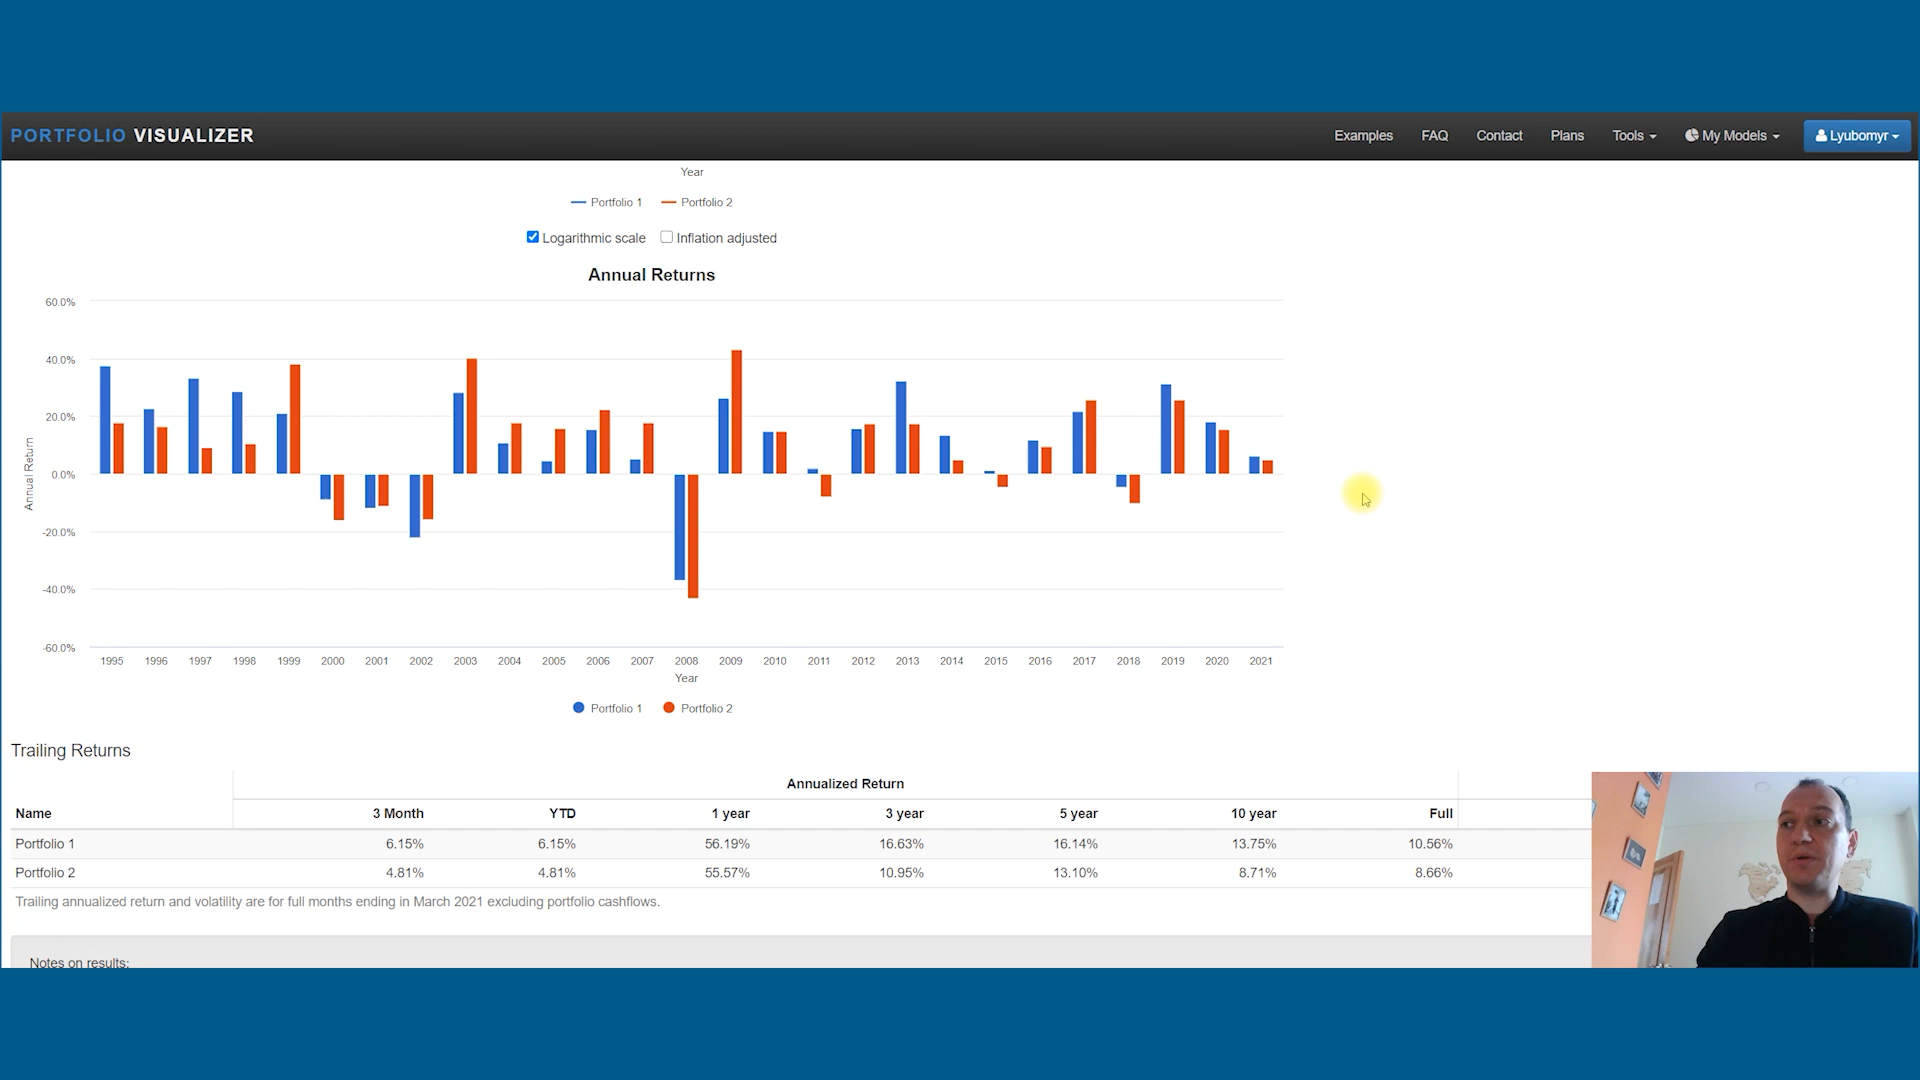 PORTFOLIO VISUALIZER Examples FAQ Contact Plans Tools My Models Lyubomyr
Year
Portfolio 1 Portfolio 2
Logarithmic scale Inflation adjusted
Annual Returns
60.0%
40.0%
20.0%
0.0%
-20.0%
-40.0%
-60.0%
Annual Return
1995 1996 1997 1998 1999 2000 2001 2002 2003 2004 2005 2006 2007 2008 2009 2010 2011 2012 2013 2014 2015 2016 2017 2018 2019 2020 2021
Year
Portfolio 1 Portfolio 2
Trailing Returns
Annualized Return
Name 3 Month YTD 1 year 3 year 5 year 10 year Full
Portfolio 1 6.15% 6.15% 56.19% 16.63% 16.14% 13.75% 10.56%
Portfolio 2 4.81% 4.81% 55.57% 10.95% 13.10% 8.71% 8.66%
Trailing annualized return and volatility are for full months ending in March 2021 excluding portfolio cashflows.
Notes on results: